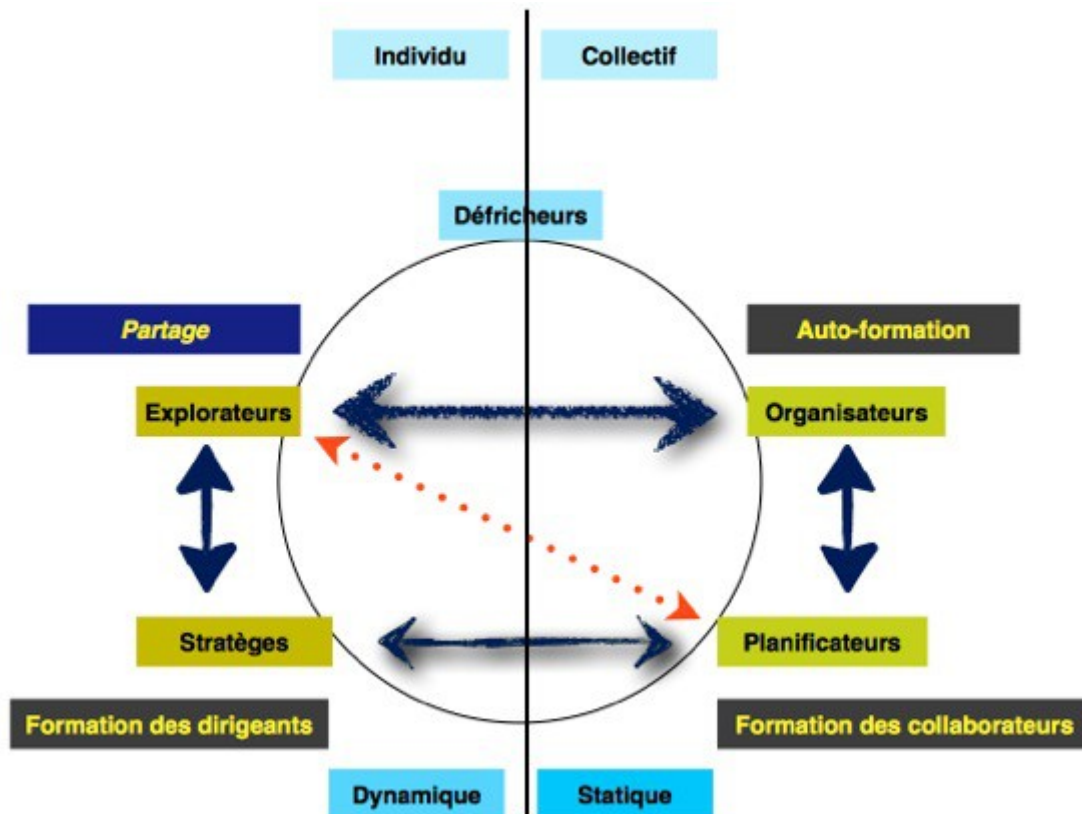 Individu
Collectif
Défricheurs
Partage
Auto-formation
Explorateurs
Organisateurs
Stratèges
Planificateurs
Formation des dirigeants
Formation des collaborateurs
Dynamique
Statique